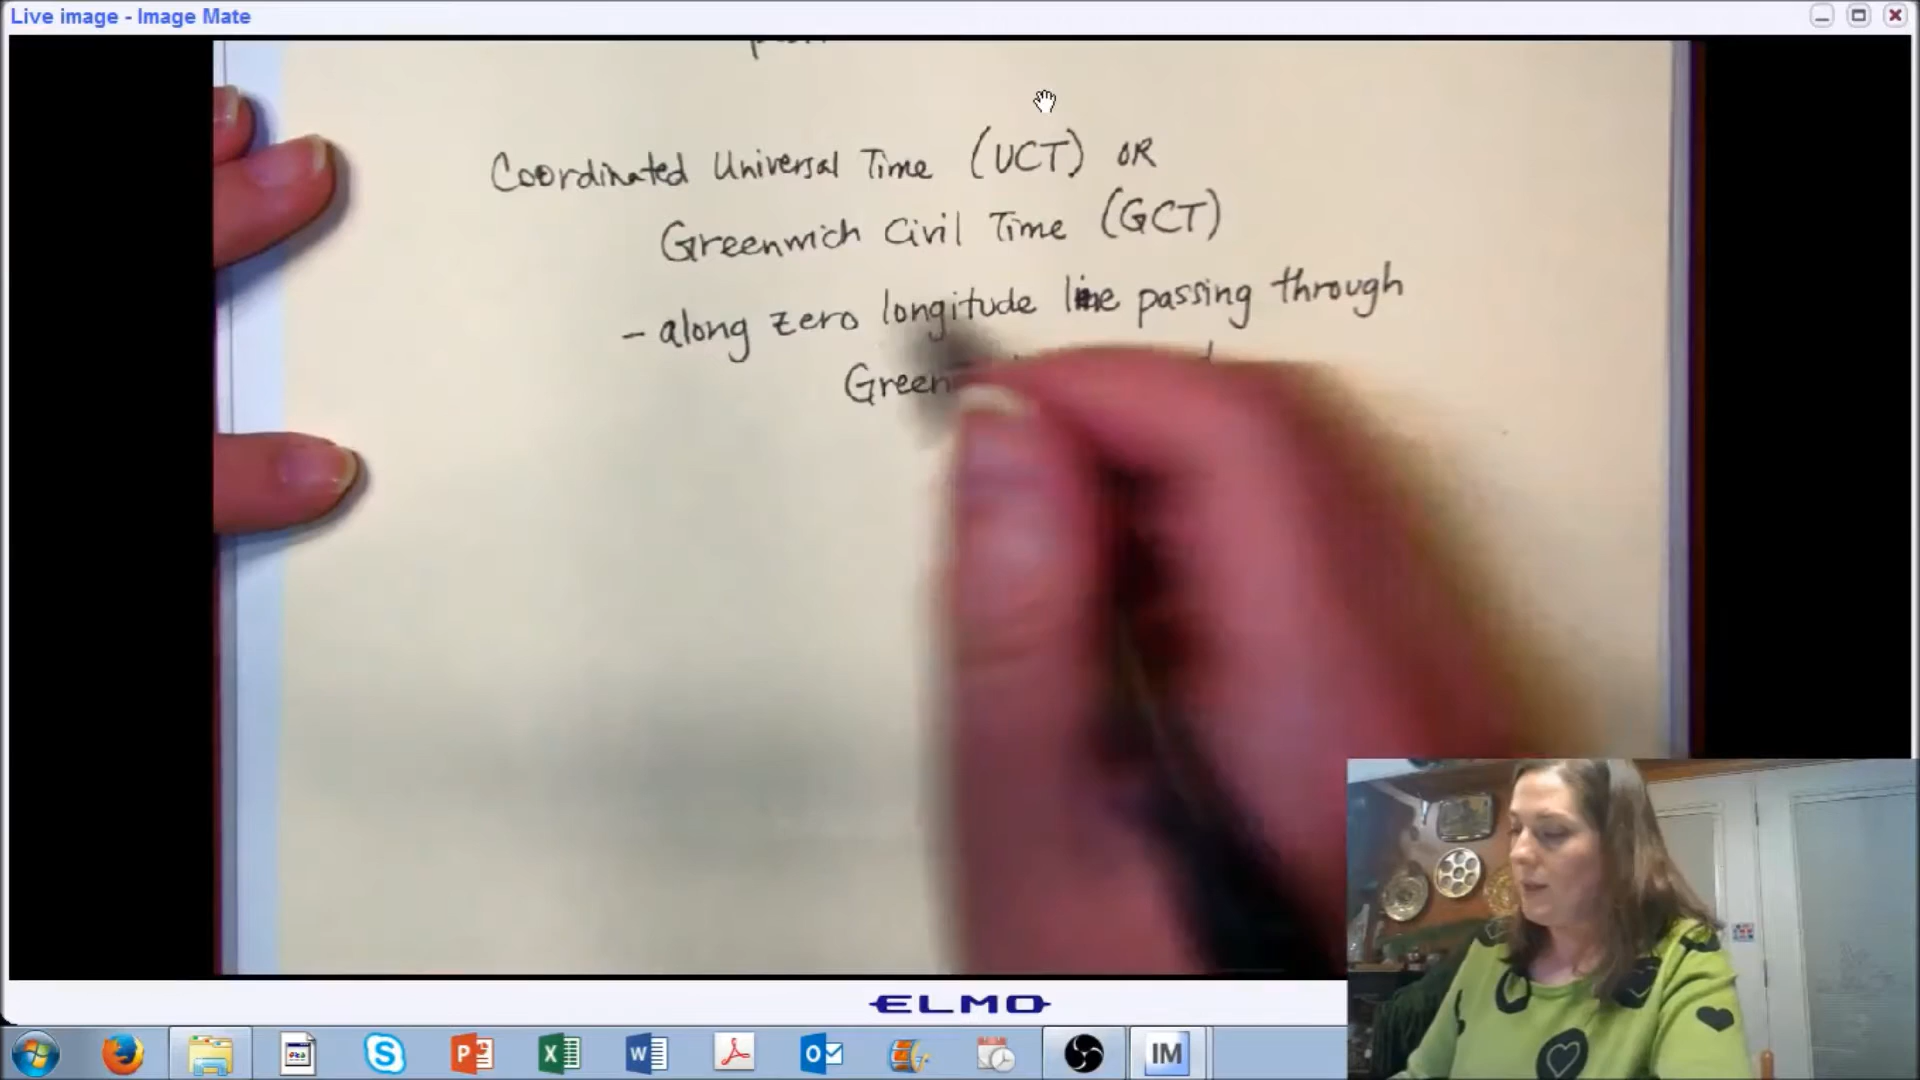 Live image - Image Mate
Coordinated Universal Time (UCT) OR
Greenwich Civil Time (GCT)
- along zero longitude line passing through
ELMO
IM